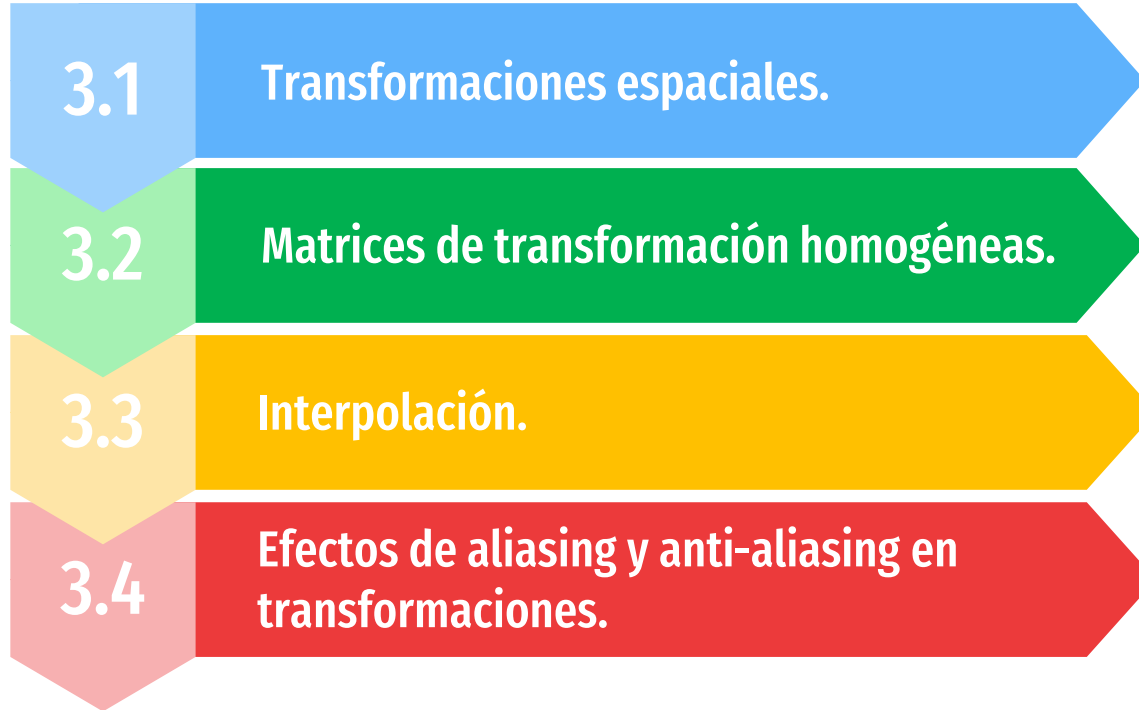 3.1
Transformaciones espaciales.
3.2
Matrices de transformación homogéneas.
3.3
Interpolación.
3.4
Efectos de aliasing y anti-aliasing en
transformaciones.